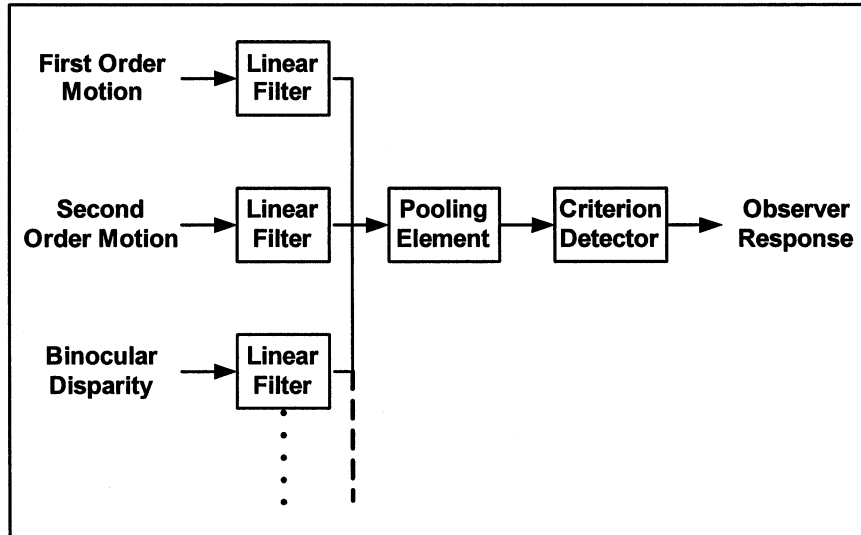 First Order
Motion
Linear
Filter
Second
Order Motion
Linear
Filter
Pooling
Element
Criterion
Detector
Observer
Response
Binocular
Disparity
Linear
Filter